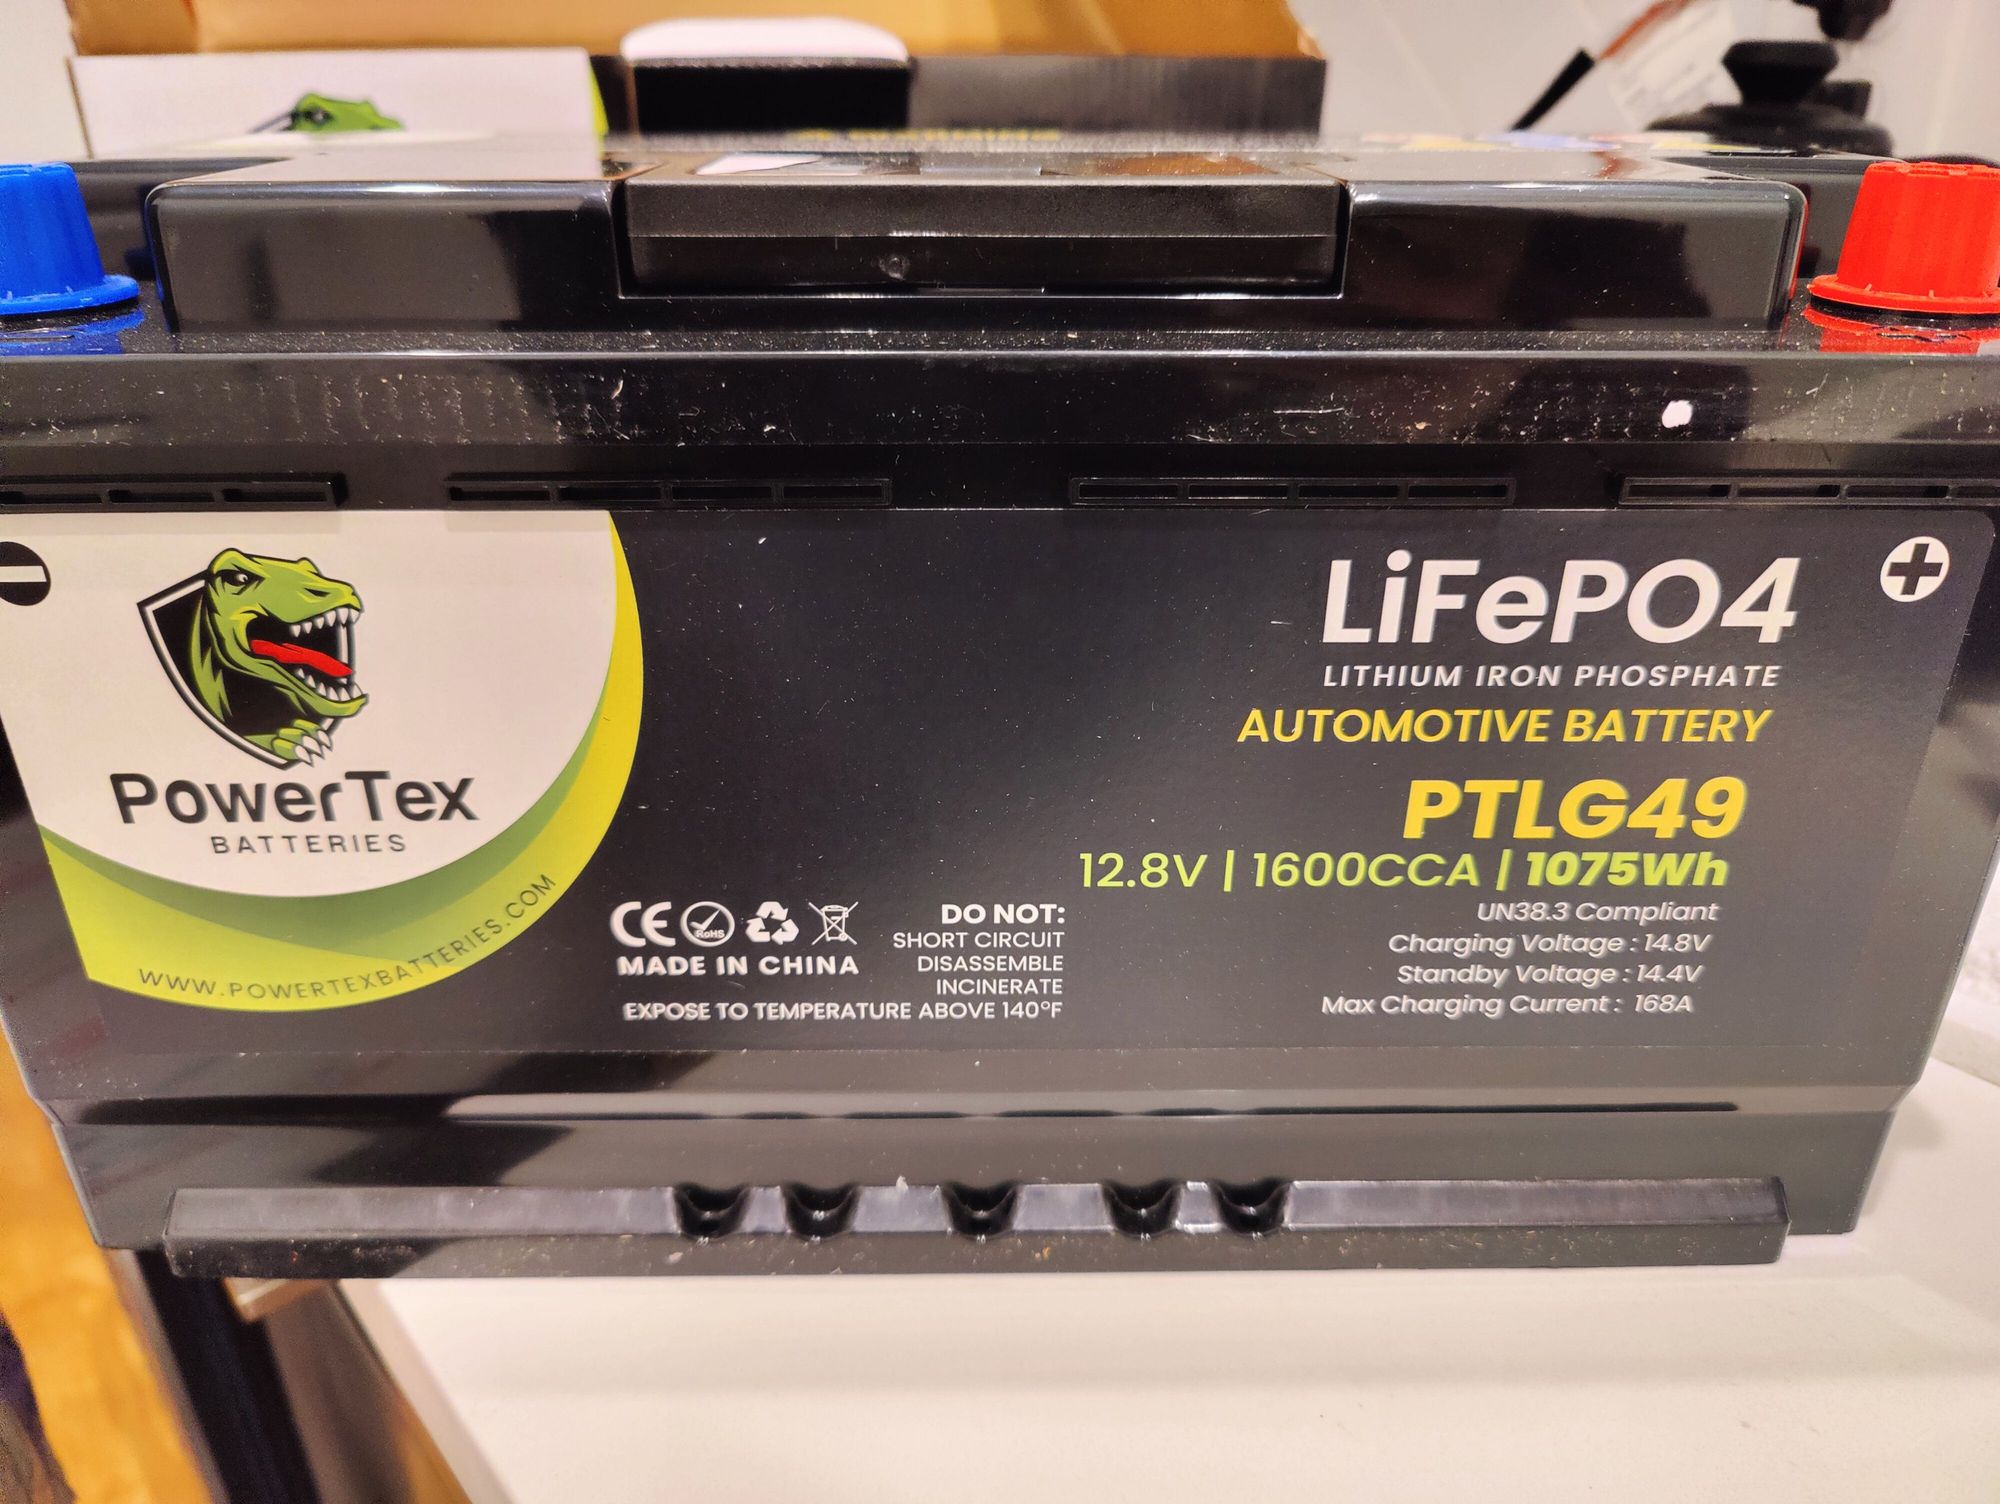 PowerTex
BATTERIES
WWW.POWERTEXBATTERIES.COM
LiFePO4
LITHIUM IRON PHOSPHATE
AUTOMOTIVE BATTERY
PTLG49
12.8V | 1600CCA | 1075Wh
UN38.3 Compliant
Charging Voltage : 14.8V
Standby Voltage : 14.4V
Max Charging Current : 168A
CE RoHS
MADE IN CHINA
DO NOT:
SHORT CIRCUIT
DISASSEMBLE
INCINERATE
EXPOSE TO TEMPERATURE ABOVE 140°F